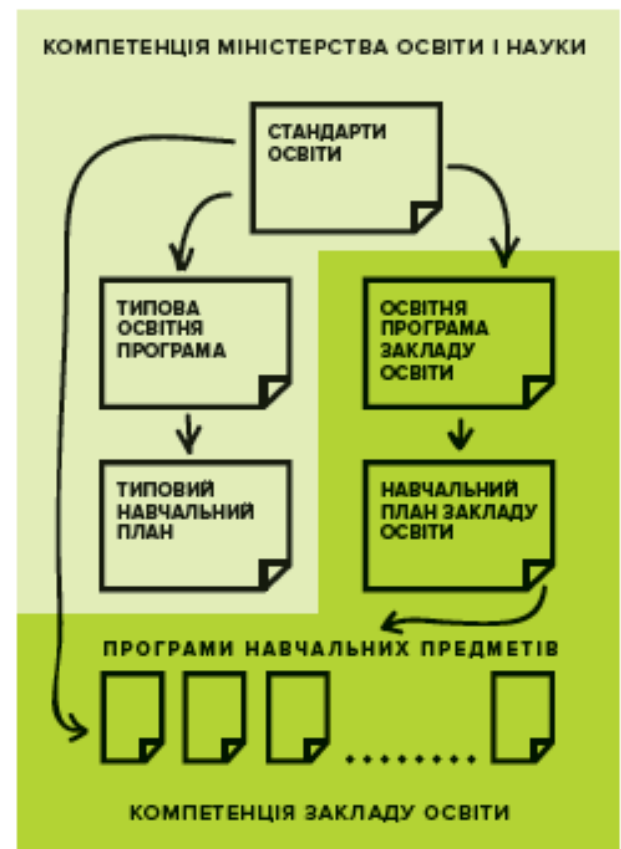 КОМПЕТЕНЦІЯ МІНІСТЕРСТВА ОСВІТИ І НАУКИ
СТАНДАРТИ
ОСВІТИ
ТИПОВА
ОСВІТНЯ
ПРОГРАМА
ОСВІТНЯ
ПРОГРАМА
ЗАКЛАДУ
ОСВІТИ
ТИПОВИЙ
НАВЧАЛЬНИЙ
ПЛАН
НАВЧАЛЬНИЙ
ПЛАН ЗАКЛАДУ
ОСВІТИ
ПРОГРАМИ НАВЧАЛЬНИХ ПРЕДМЕТІВ
КОМПЕТЕНЦІЯ ЗАКЛАДУ ОСВІТИ